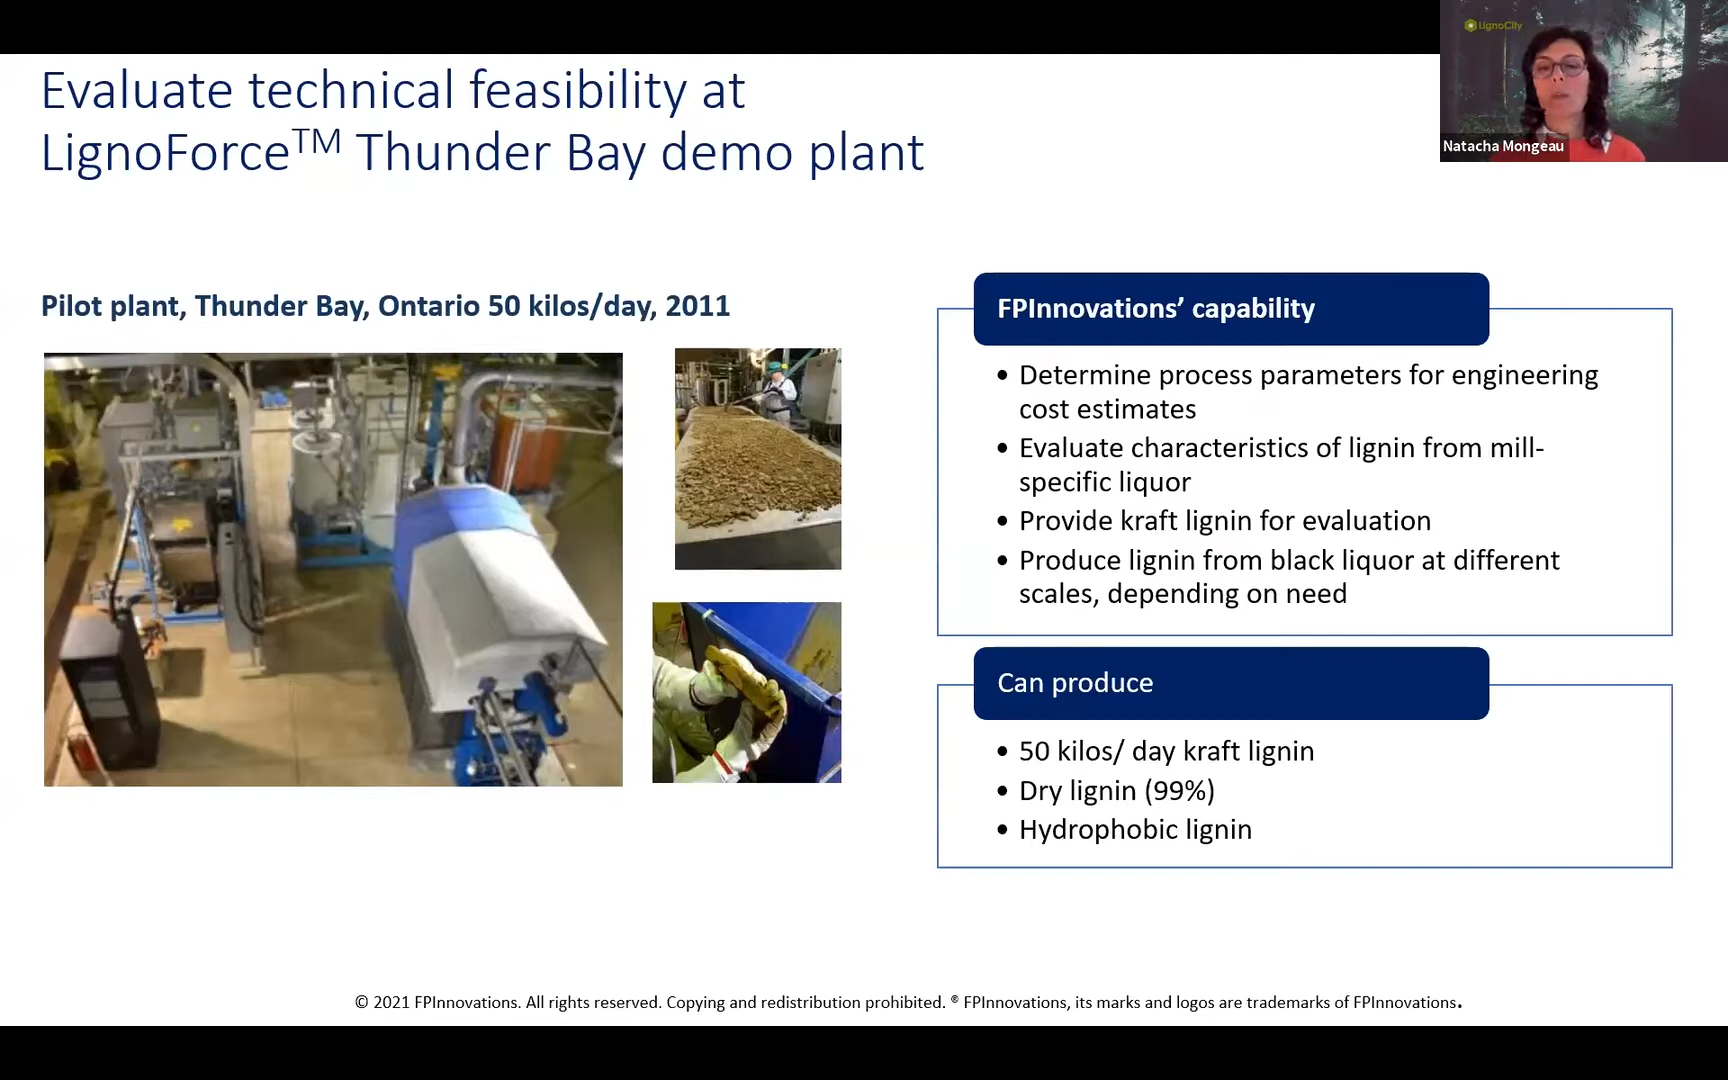 Evaluate technical feasibility at
LignoForce™ Thunder Bay demo plant
LignoCity
Natacha Mongeau
Pilot plant, Thunder Bay, Ontario 50 kilos/day, 2011
FPInnovations’ capability
• Determine process parameters for engineering
cost estimates
• Evaluate characteristics of lignin from mill-
specific liquor
• Provide kraft lignin for evaluation
• Produce lignin from black liquor at different
scales, depending on need
Can produce
• 50 kilos/ day kraft lignin
• Dry lignin (99%)
• Hydrophobic lignin
© 2021 FPInnovations. All rights reserved. Copying and redistribution prohibited. ® FPInnovations, its marks and logos are trademarks of FPInnovations.